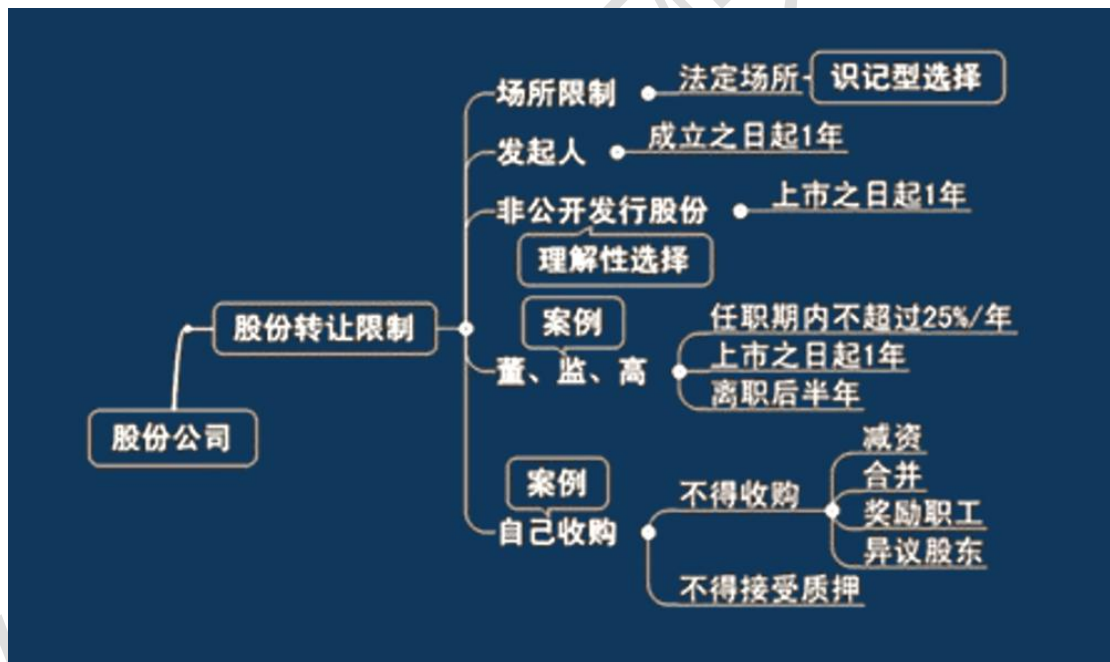 场所限制
法定场所
识记型选择
发起人
成立之日起1年
非公开发行股份
上市之日起1年
理解性选择
股份公司
股份转让限制
案例
董、监、高
任职期内不超过25%/年
上市之日起1年
离职后半年
案例
自己收购
不得收购
减资
合并
奖励职工
异议股东
不得接受质押